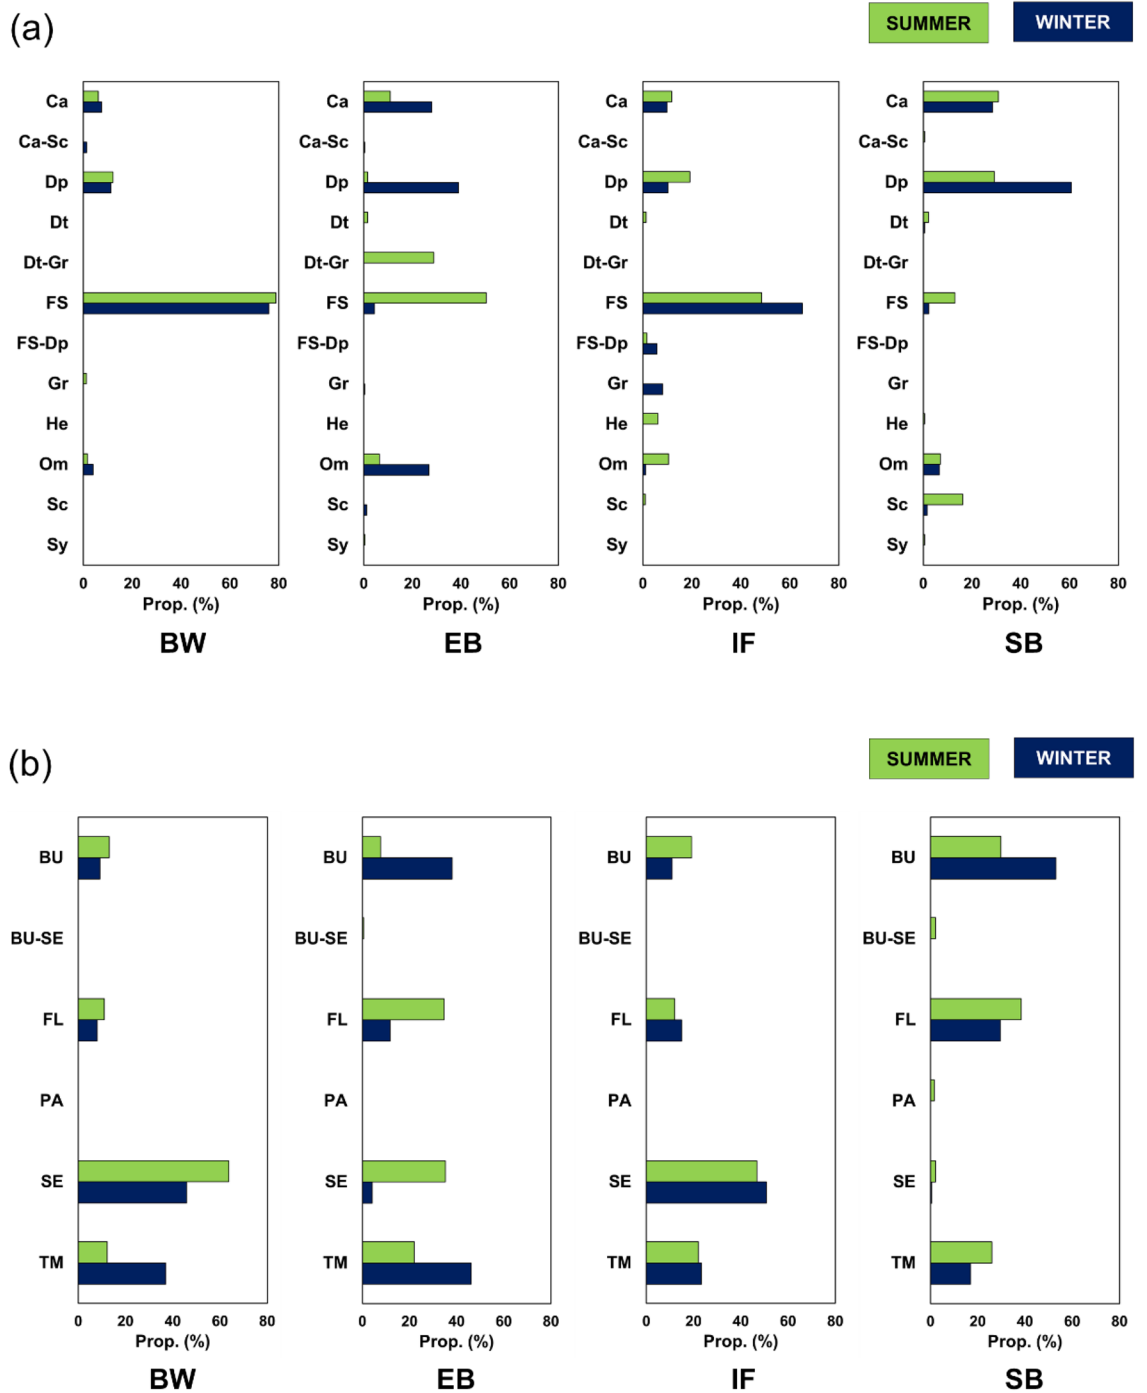 (a)
SUMMER WINTER
Ca Ca Ca Ca
Ca-Sc Ca-Sc Ca-Sc Ca-Sc
Dp Dp Dp Dp
Dt Dt Dt Dt
Dt-Gr Dt-Gr Dt-Gr Dt-Gr
FS FS FS FS
FS-Dp FS-Dp FS-Dp FS-Dp
Gr Gr Gr Gr
He He He He
Om Om Om Om
Sc Sc Sc Sc
Sy Sy Sy Sy
0 20 40 60 80 0 20 40 60 80 0 20 40 60 80 0 20 40 60 80
Prop. (%) Prop. (%) Prop. (%) Prop. (%)
BW EB IF SB
(b)
SUMMER WINTER
BU BU BU BU
BU-SE BU-SE BU-SE BU-SE
FL FL FL FL
PA PA PA PA
SE SE SE SE
TM TM TM TM
0 20 40 60 80 0 20 40 60 80 0 20 40 60 80 0 20 40 60 80
Prop. (%) Prop. (%) Prop. (%) Prop. (%)
BW EB IF SB